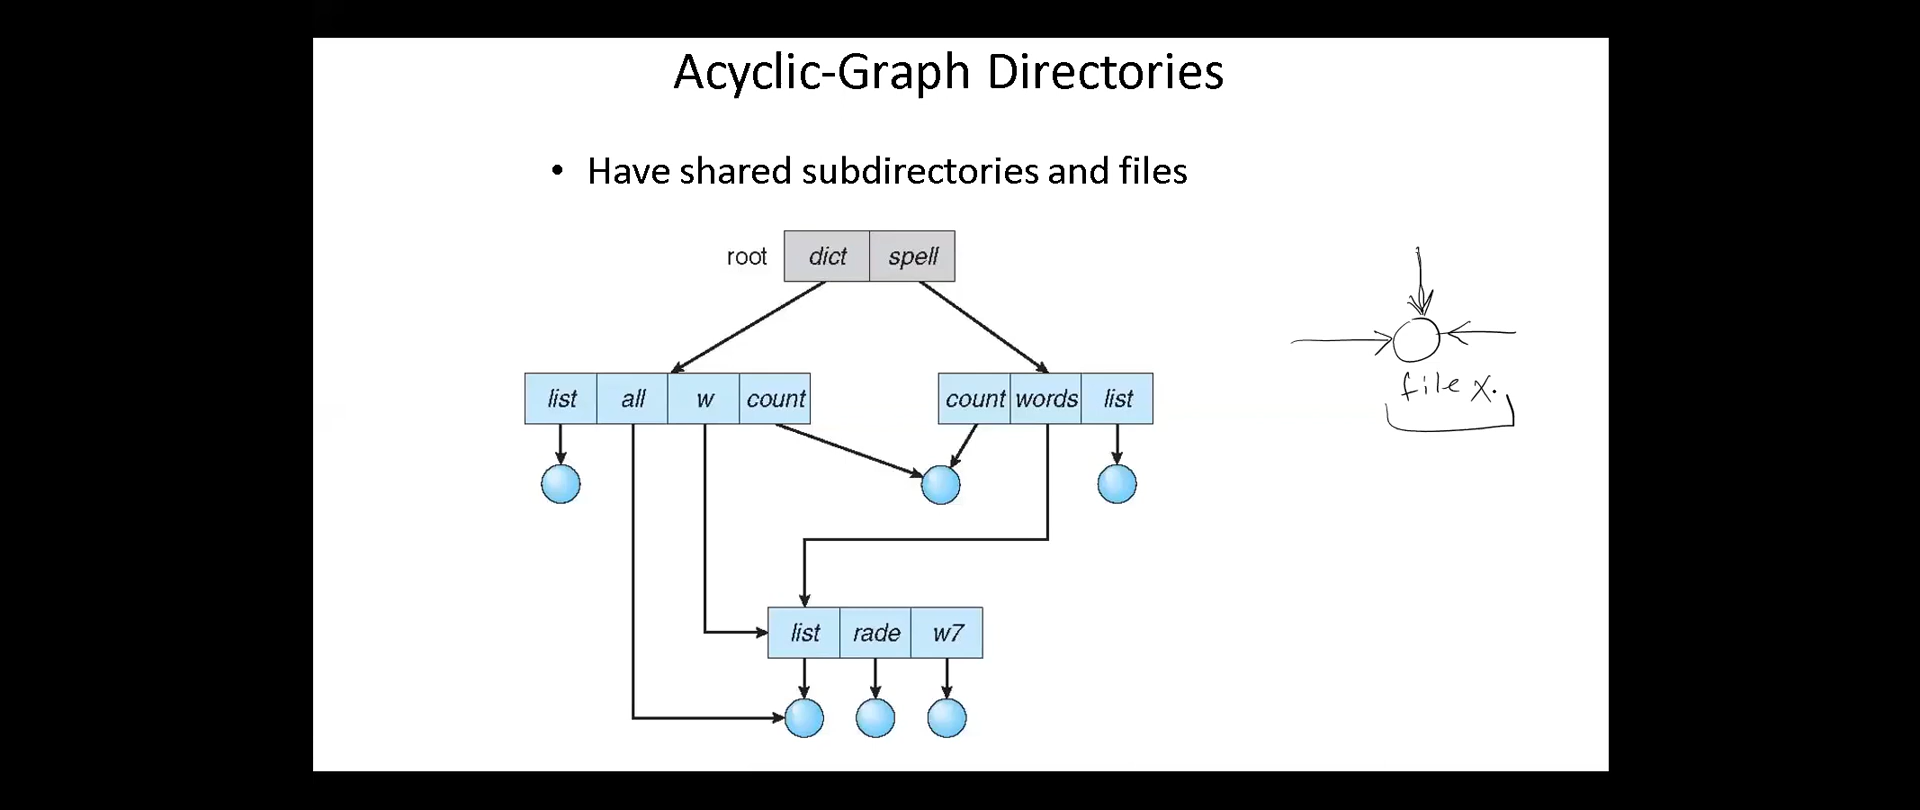 Acyclic-Graph Directories
• Have shared subdirectories and files
root dict spell
list all w count
count words list
file x.
list rade w7